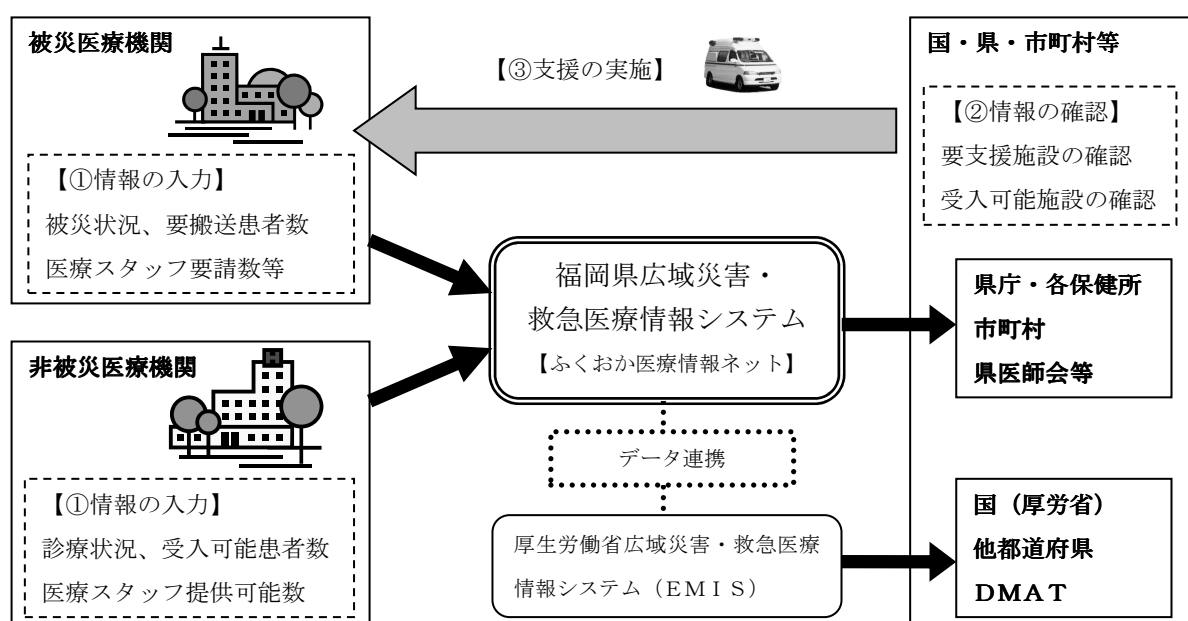 被災医療機関
【①情報の入力】
被災状況、要搬送患者数
医療スタッフ要請数等
非被災医療機関
H
【①情報の入力】
診療状況、受入可能患者数
医療スタッフ提供可能数
【③支援の実施】
福岡県広域災害・
救急医療情報システム
【ふくおか医療情報ネット】
データ連携
厚生労働省広域災害・救急医療
情報システム（ＥＭＩＳ）
国・県・市町村等
【②情報の確認】
要支援施設の確認
受入可能施設の確認
県庁・各保健所
市町村
県医師会等
国（厚労省）
他都道府県
ＤＭＡＴ